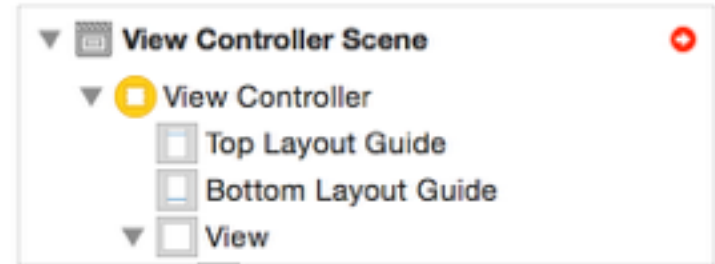 View Controller Scene
View Controller
Top Layout Guide
Bottom Layout Guide
View